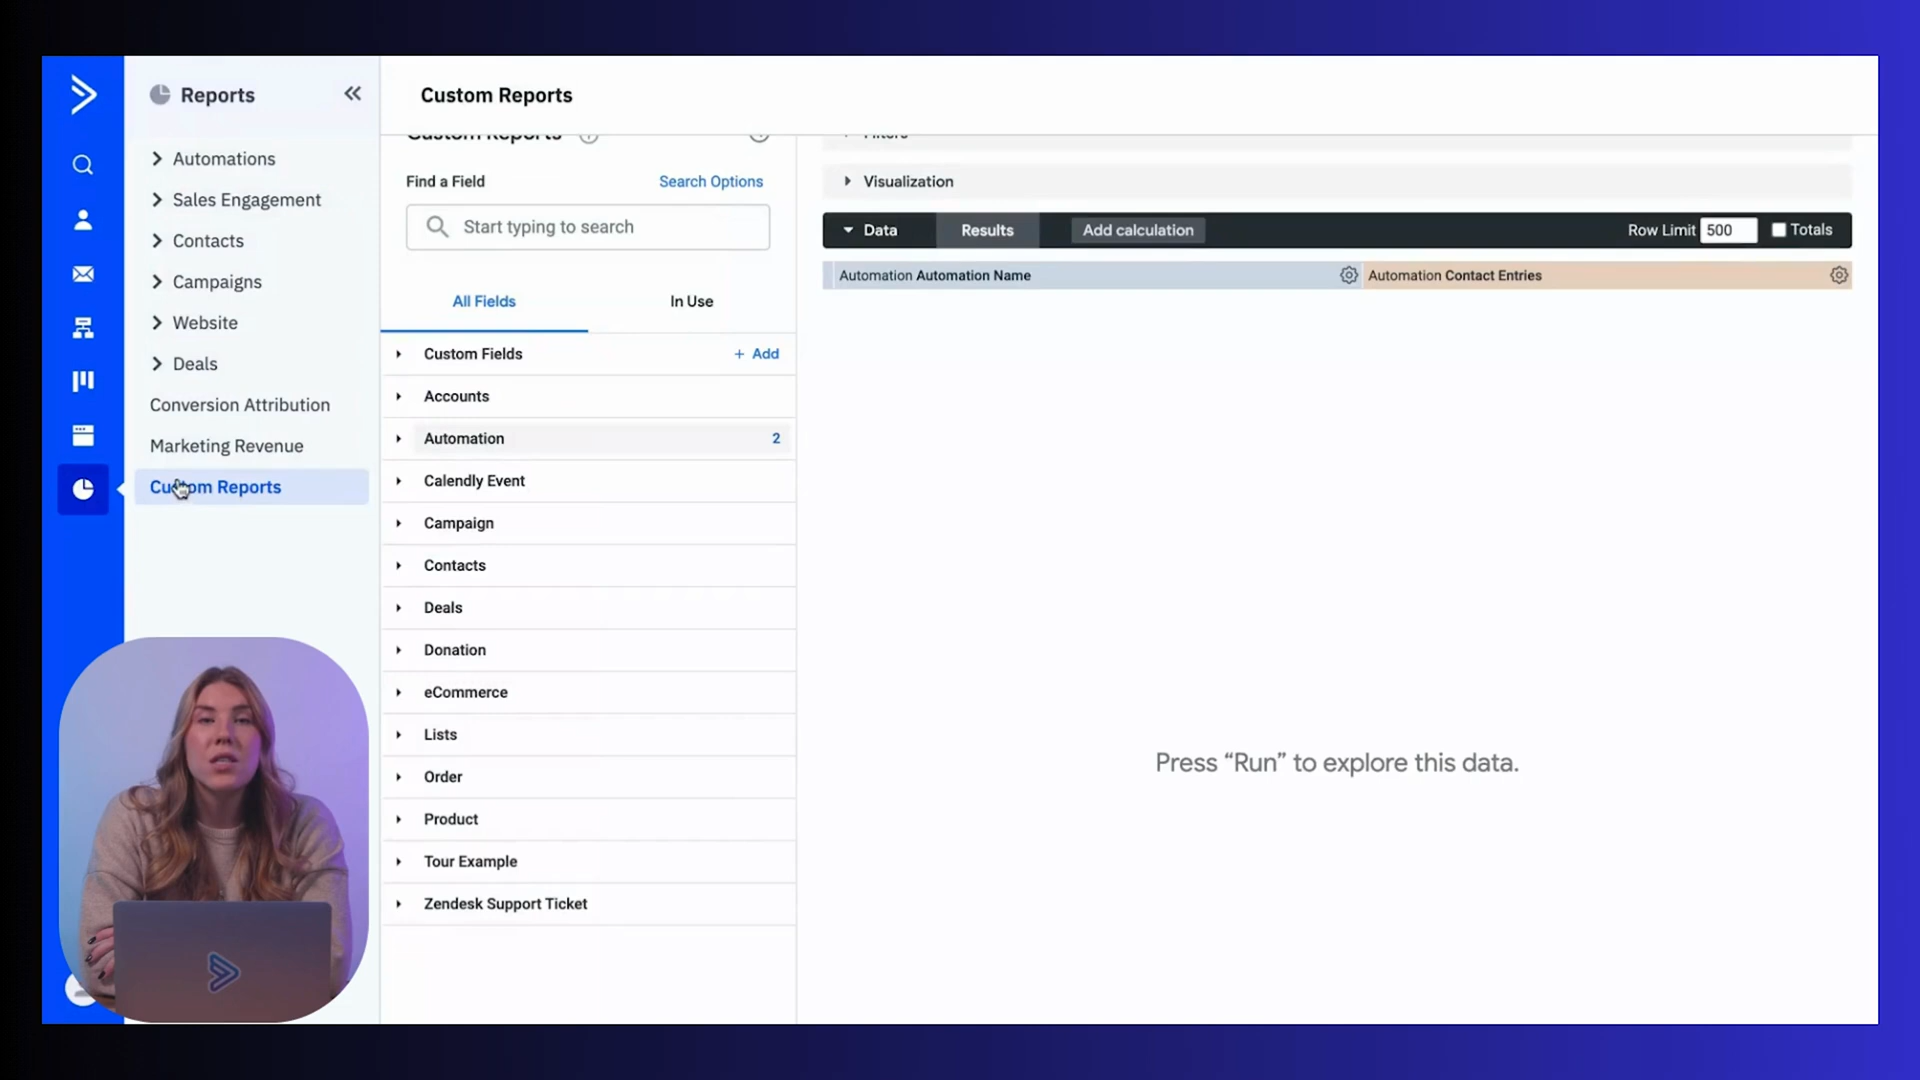 Reports
Automations
Sales Engagement
Contacts
Campaigns
Website
Deals
Conversion Attribution
Marketing Revenue
Custom Reports
Custom Reports
Custom Reports
Find a Field
Search Options
Start typing to search
All Fields
In Use
Custom Fields
+ Add
Accounts
Automation
2
Calendly Event
Campaign
Contacts
Deals
Donation
eCommerce
Lists
Order
Product
Tour Example
Zendesk Support Ticket
Filters
Visualization
Data
Results
Add calculation
Row Limit
500
Totals
Automation Automation Name
Automation Contact Entries
Press “Run” to explore this data.